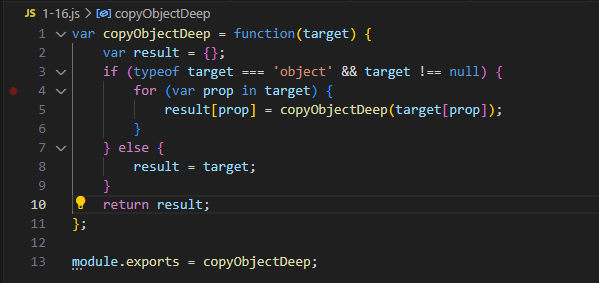 JS 1-16.js > copyObjectDeep
1 var copyObjectDeep = function(target) {
2     var result = {};
3     if (typeof target === 'object' && target !== null) {
4         for (var prop in target) {
5             result[prop] = copyObjectDeep(target[prop]);
6         }
7     } else {
8         result = target;
9     }
10     return result;
11 };
12
13 module.exports = copyObjectDeep;